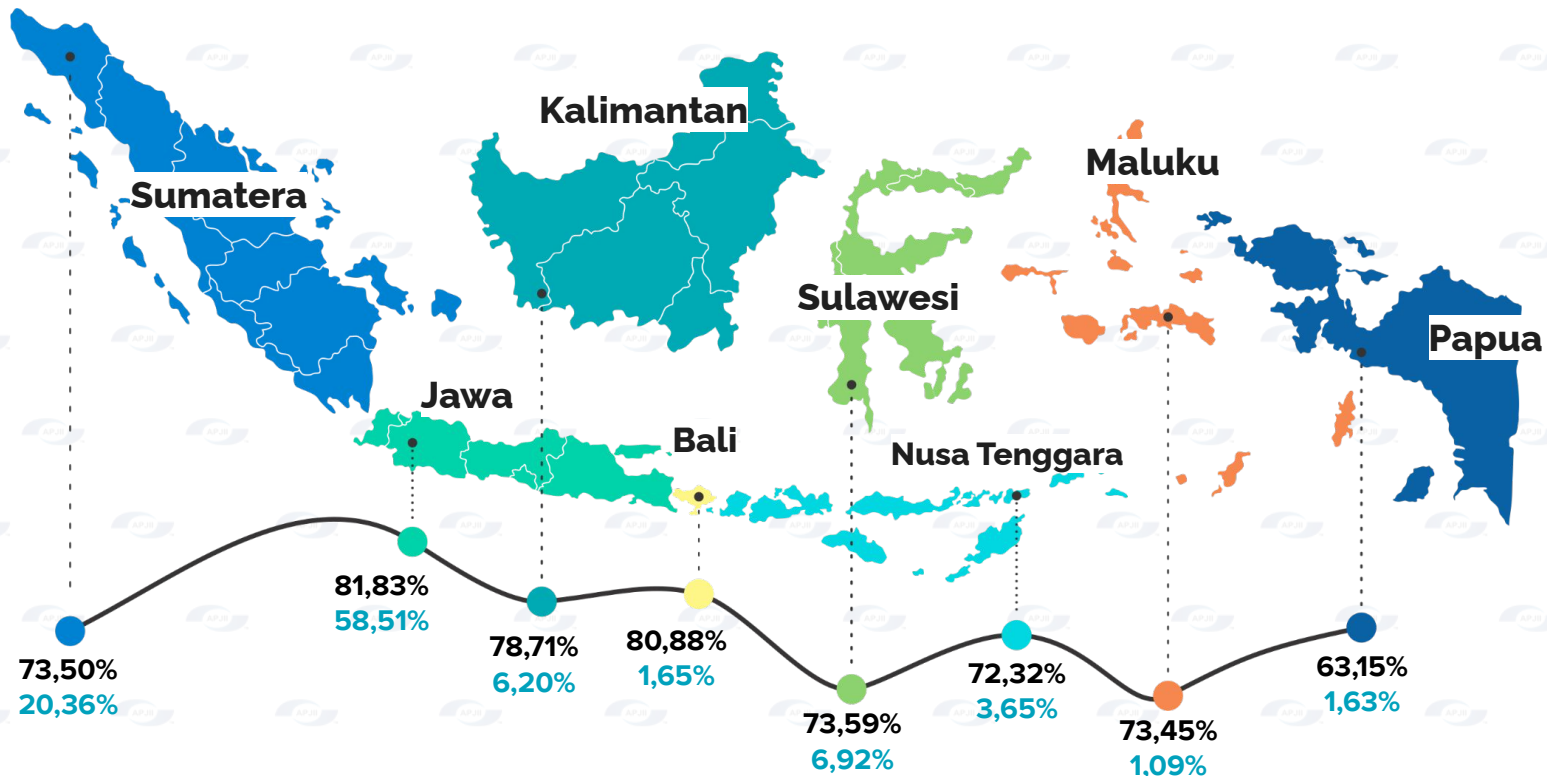 Sumatera
Kalimantan
Maluku
Sulawesi
Papua
Jawa
Bali
Nusa Tenggara
73,50%
20,36%
81,83%
58,51%
78,71%
6,20%
80,88%
1,65%
73,59%
6,92%
72,32%
3,65%
73,45%
1,09%
63,15%
1,63%